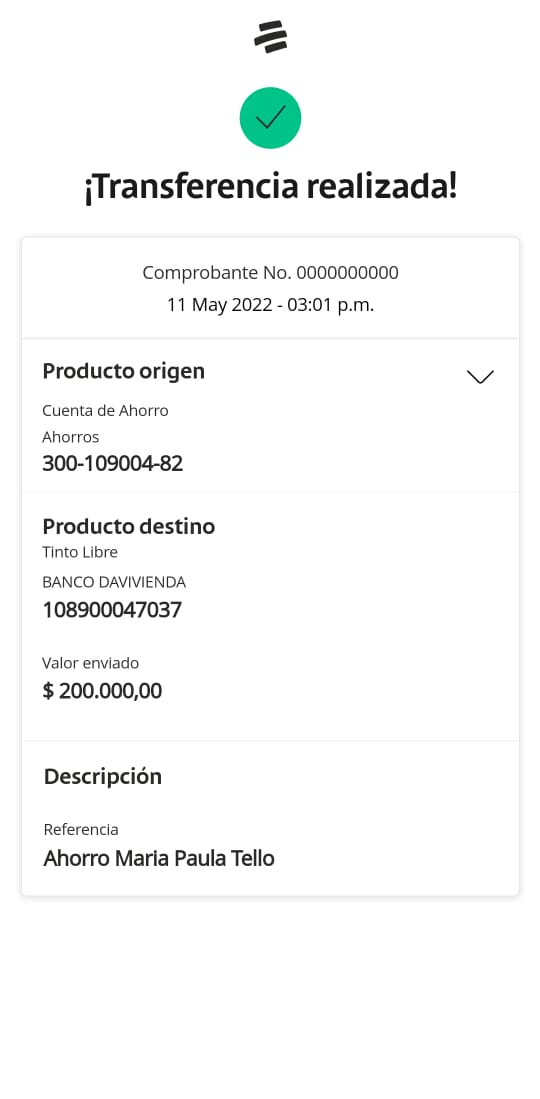 ¡Transferencia realizada!
Comprobante No. 0000000000
11 May 2022 - 03:01 p.m.
Producto origen
Cuenta de Ahorro
Ahorros
300-109004-82
Producto destino
Tinto Libre
BANCO DAVIVIENDA
108900047037
Valor enviado
$ 200.000,00
Descripción
Referencia
Ahorro Maria Paula Tello